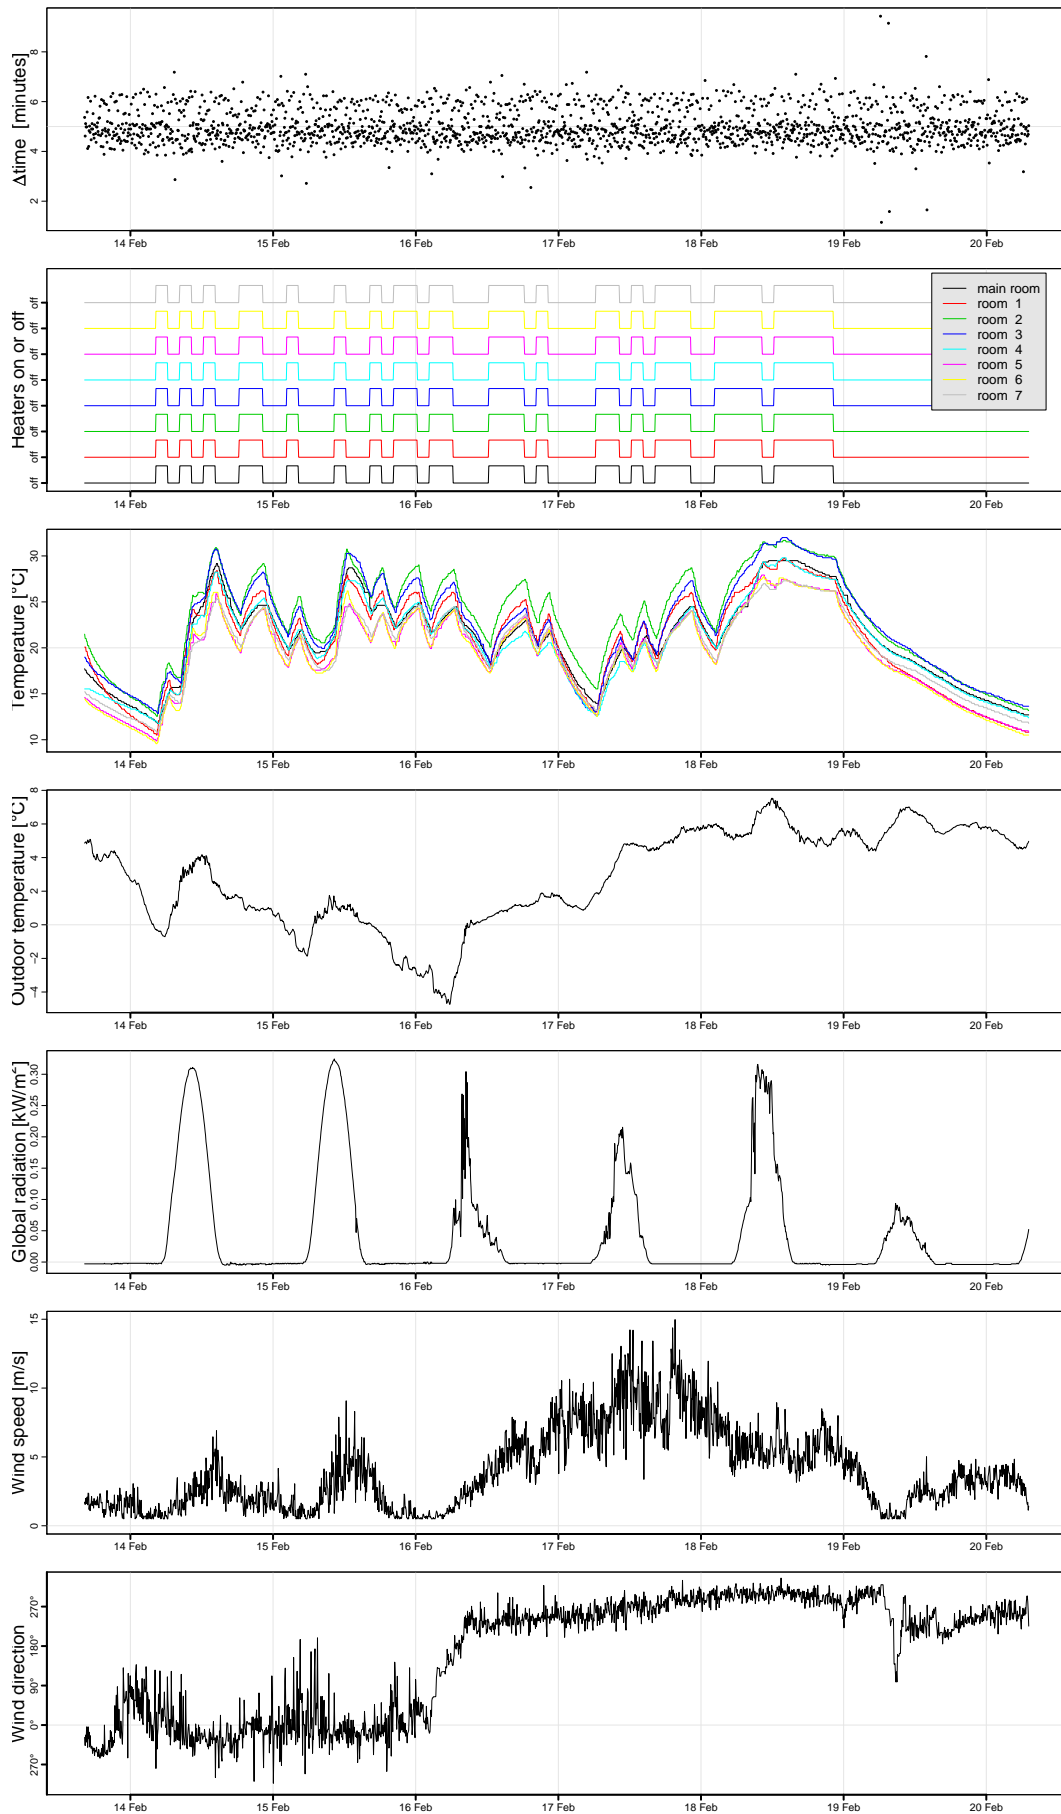 Δtime [minutes]
8
6
4
2
14 Feb 15 Feb 16 Feb 17 Feb 18 Feb 19 Feb 20 Feb
Heaters on or off
off
off
off
off
off
off
off
off
main room
room 1
room 2
room 3
room 4
room 5
room 6
room 7
14 Feb 15 Feb 16 Feb 17 Feb 18 Feb 19 Feb 20 Feb
Temperature [°C]
30
25
20
15
10
14 Feb 15 Feb 16 Feb 17 Feb 18 Feb 19 Feb 20 Feb
Outdoor temperature [°C]
8
6
4
2
0
−2
−4
14 Feb 15 Feb 16 Feb 17 Feb 18 Feb 19 Feb 20 Feb
Global radiation [kW/m²]
0.30
0.25
0.20
0.15
0.10
0.05
0.00
14 Feb 15 Feb 16 Feb 17 Feb 18 Feb 19 Feb 20 Feb
Wind speed [m/s]
15
10
5
0
14 Feb 15 Feb 16 Feb 17 Feb 18 Feb 19 Feb 20 Feb
Wind direction
270°
180°
90°
0°
270°
14 Feb 15 Feb 16 Feb 17 Feb 18 Feb 19 Feb 20 Feb